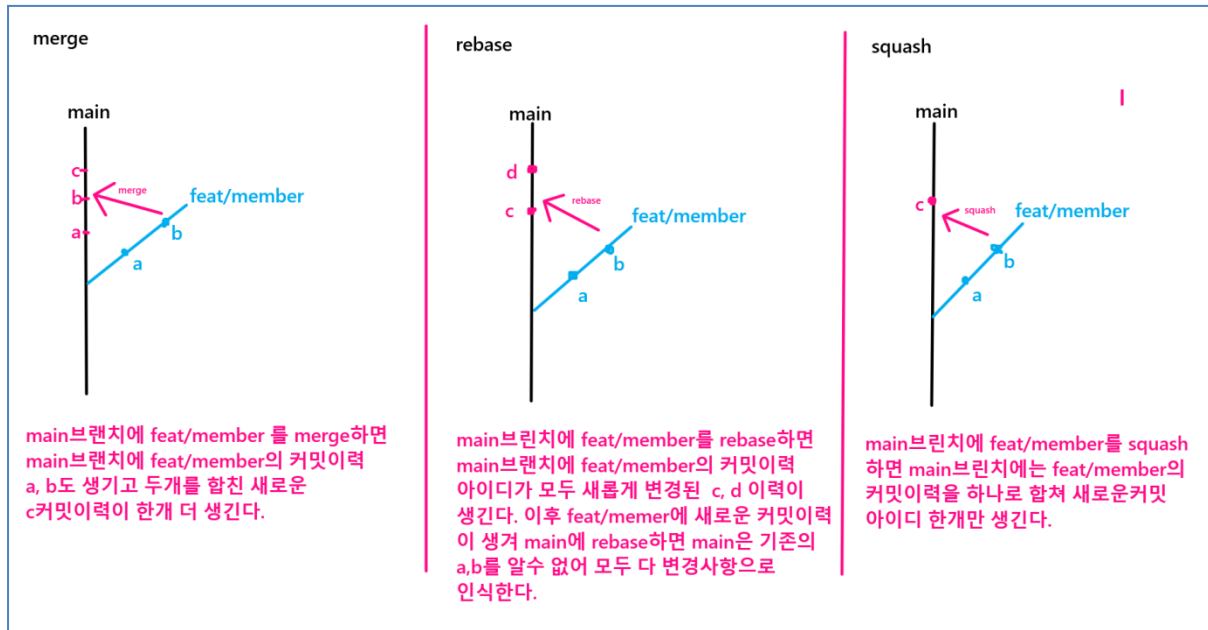 merge
main
c
b
merge
feat/member
a
b
a
main브랜치에 feat/member 를 merge하면
main브랜치에 feat/member의 커밋이력
a, b도 생기고 두개를 합친 새로운
c커밋이력이 한개 더 생긴다.
rebase
main
d
rebase
c
feat/member
b
a
main브린치에 feat/member를 rebase하면
main브랜치에 feat/member의 커밋이력
아이디가 모두 새롭게 변경된 c, d 이력이
생긴다. 이후 feat/memer에 새로운 커밋이력
이 생겨 main에 rebase하면 main은 기존의
a,b를 알수 없어 모두 다 변경사항으로
인식한다.
squash
main
c
squash
feat/member
b
a
main브린치에 feat/member를 squash
하면 main브린치에는 feat/member의
커밋이력을 하나로 합쳐 새로운커밋
아이디 한개만 생긴다.